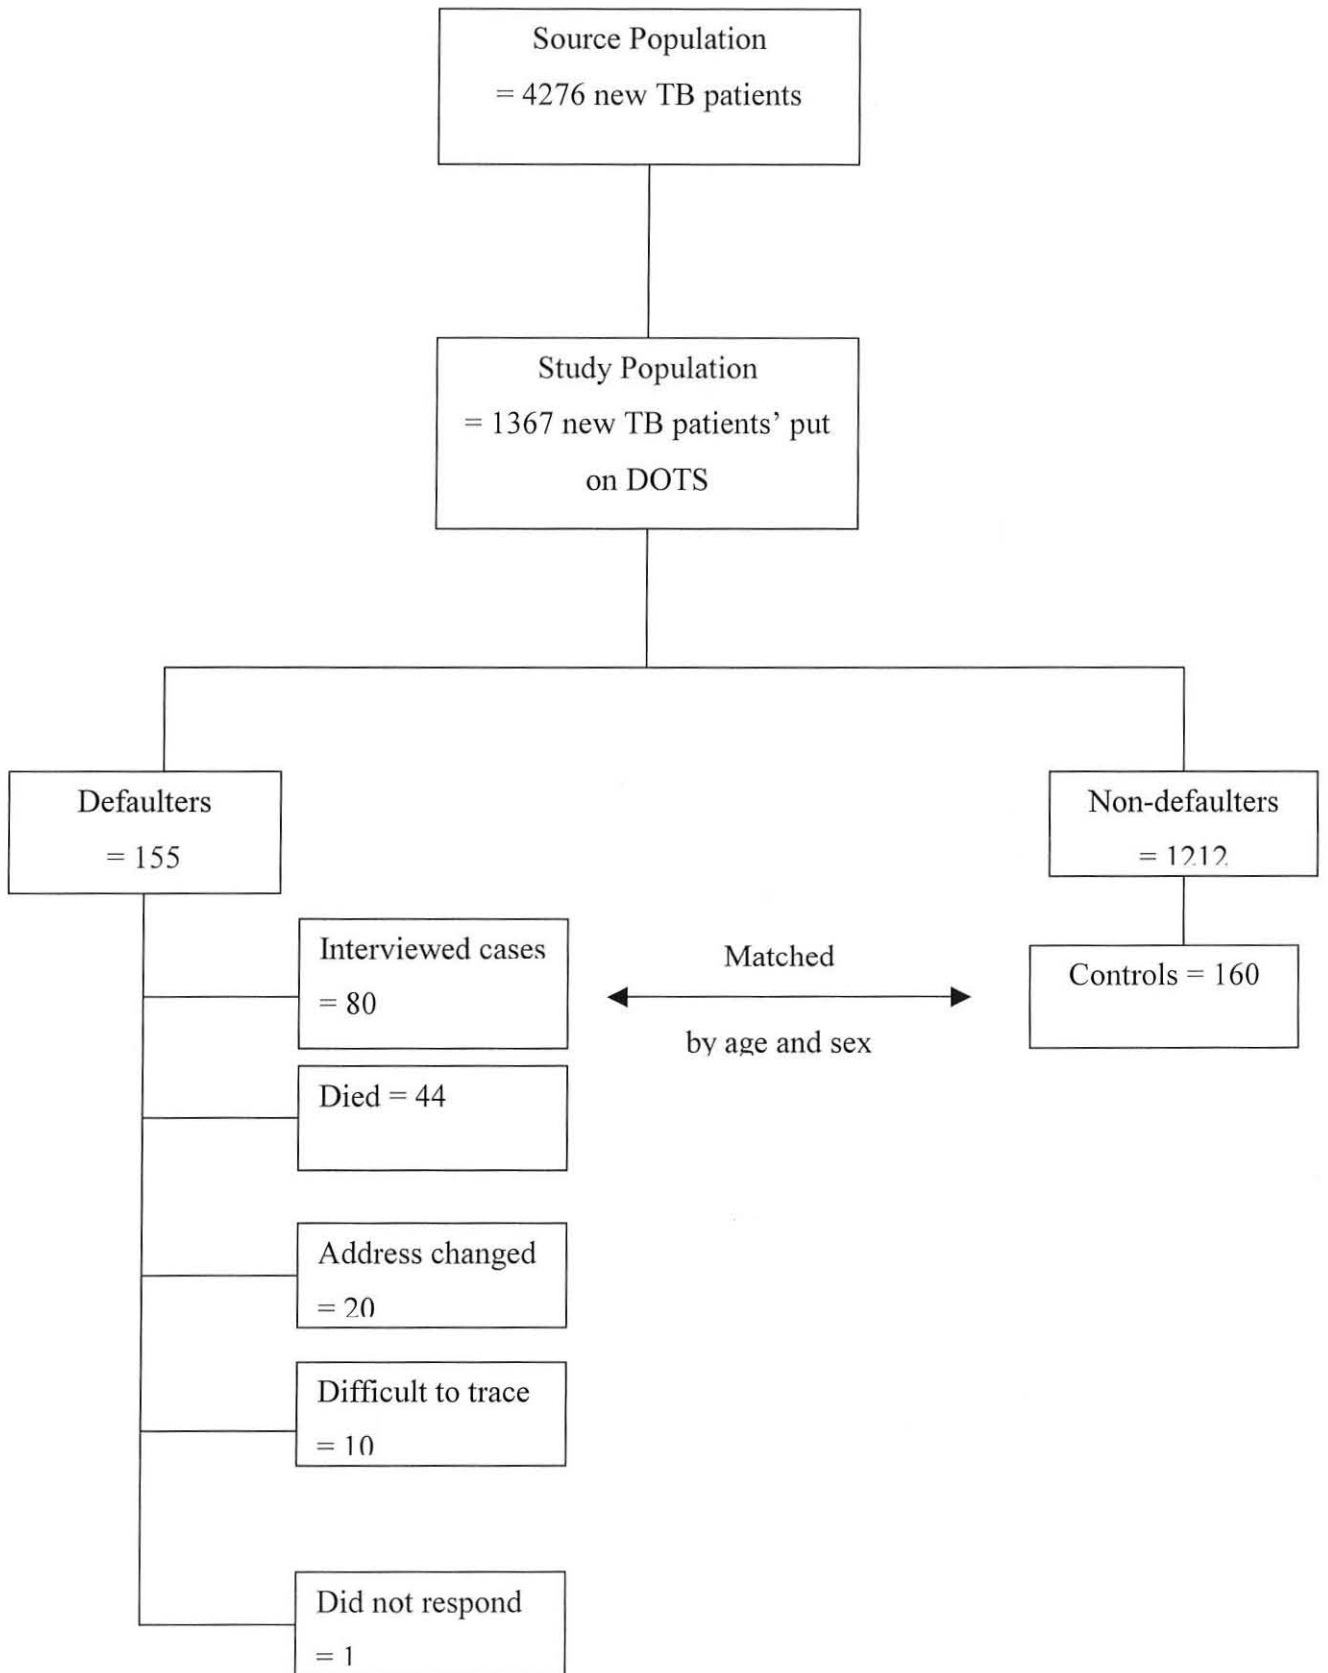 Source Population
= 4276 new TB patients
Study Population
= 1367 new TB patients’ put
on DOTS
Defaulters
= 155
Non-defaulters
= 1212
Interviewed cases
= 80
Matched
by age and sex
Controls = 160
Died = 44
Address changed
= 20
Difficult to trace
= 10
Did not respond
= 1